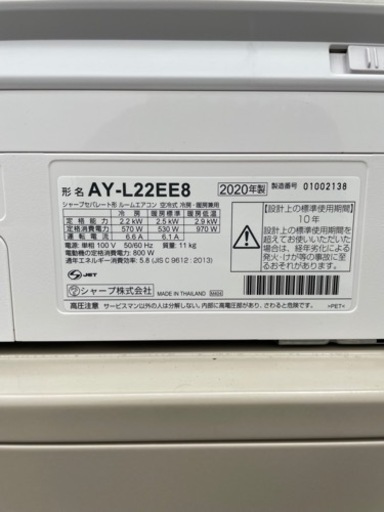 形名 AY-L22EE8 2020年製 製造番号 01002138
シャープセパレート形 ルームエアコン 空冷式 冷房・暖房兼用
冷房 暖房標準 暖房低温
定格能力 2.2 kW 2.5 kW 2.9 kW
定格消費電力 570 W 530 W 970 W
運転電流 6.6 A 6.1 A
電源: 単相 100 V 50/60 Hz 質量: 11 kg
電動機の定格消費電力: 800 W
通年エネルギー消費効率: 5.8 (JIS C 9612 : 2013)
JET
シャープ株式会社 MADE IN THAILAND
高圧注意 サービスマン以外の人は分解しない。内部に高電圧部があり、さわると危険です。
【設計上の標準使用期間】
10年
設計上の標準使用期間を
超えてお使いいただいた
場合は、経年劣化による
発火・けが等の事故に至
るおそれがあります。
>PET<